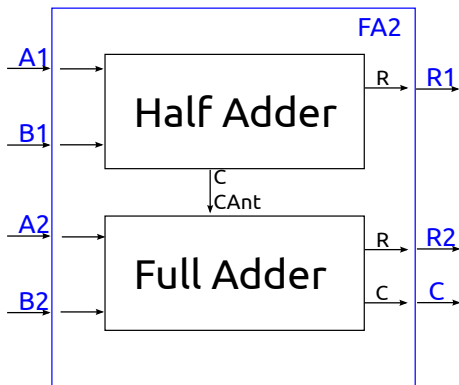 FA2
A1
R
R1
Half Adder
B1
C
CAnt
A2
R
R2
Full Adder
C
C
B2